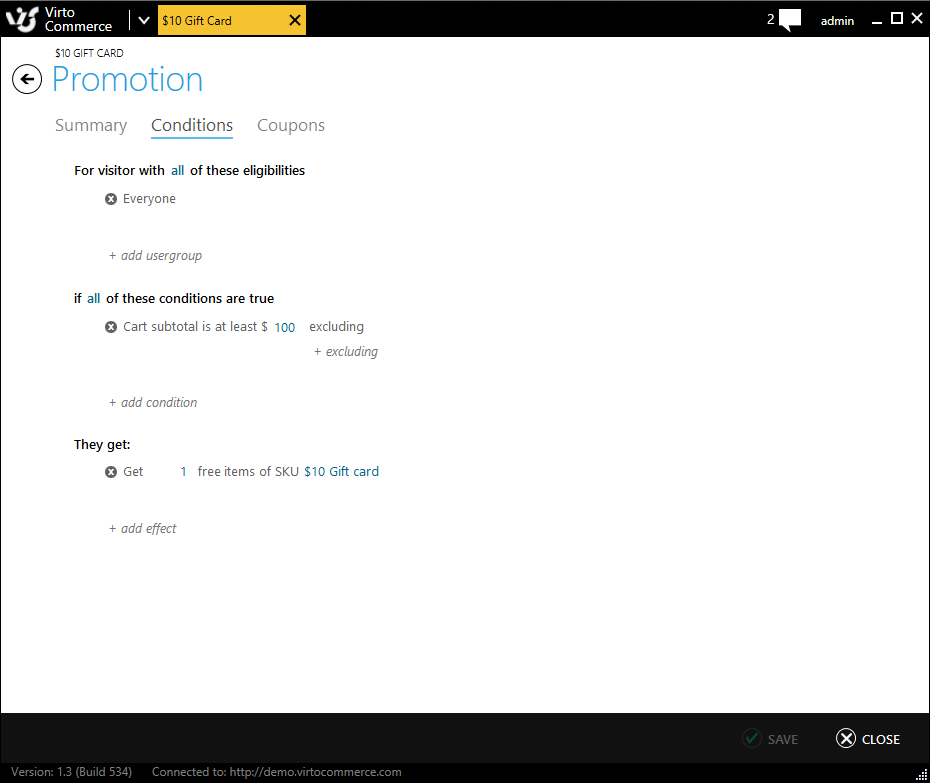 Virto
Commerce
$10 Gift Card
2
admin
$10 GIFT CARD
Promotion
Summary Conditions Coupons
For visitor with all of these eligibilities
Everyone
+ add usergroup
if all of these conditions are true
Cart subtotal is at least $ 100 excluding
+ excluding
+ add condition
They get:
Get 1 free items of SKU $10 Gift card
+ add effect
SAVE CLOSE
Version: 1.3 (Build 534) Connected to: http://demo.virtocommerce.com